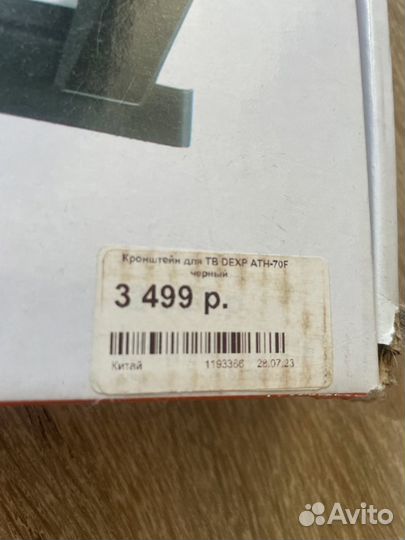 Кронштейн для ТВ DEXP ATH-70F
черный
3 499 р.
Китай 1193366 28.07.23
Avito